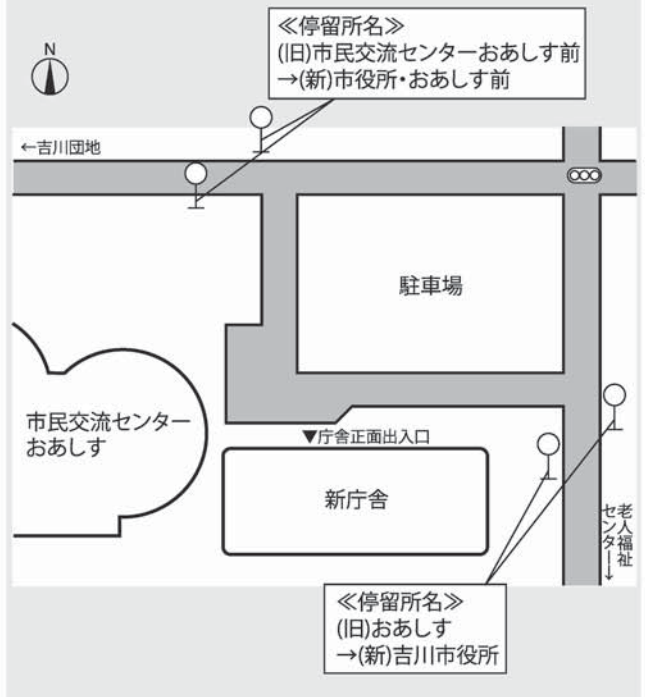 ≪停留所名≫
(旧)市民交流センターおあしす前
→(新)市役所・おあしす前
N
←吉川団地
駐車場
市民交流センター
おあしす
▼庁舎正面出入口
新庁舎
老人福祉
センター→
≪停留所名≫
(旧)おあしす
→(新)吉川市役所